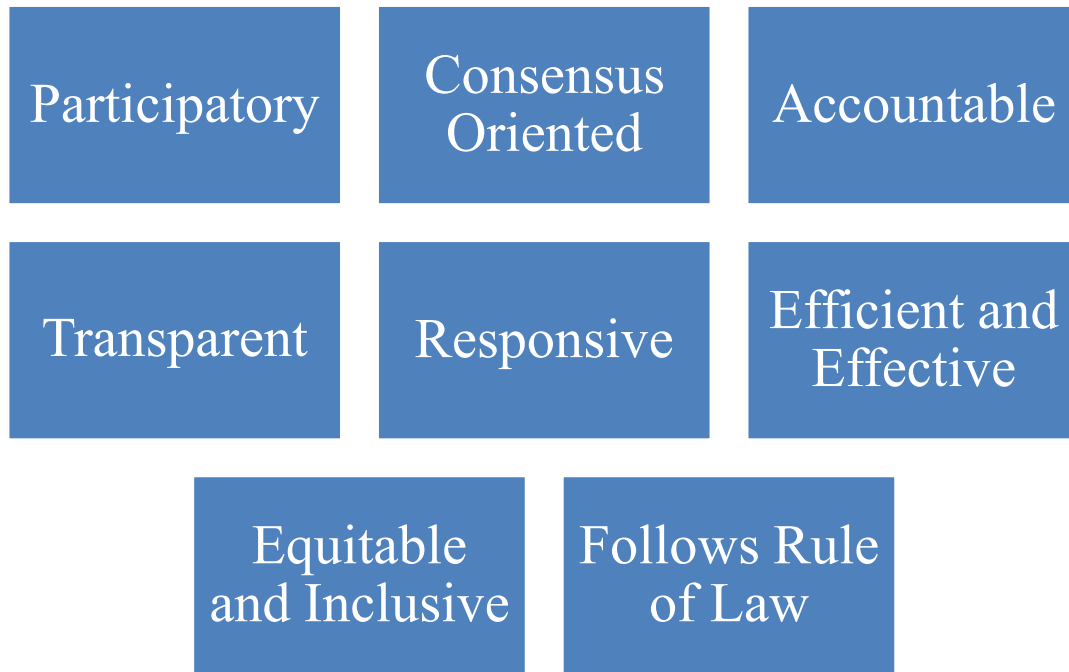 Participatory
Consensus
Oriented
Accountable
Transparent
Responsive
Efficient and
Effective
Equitable
and Inclusive
Follows Rule
of Law